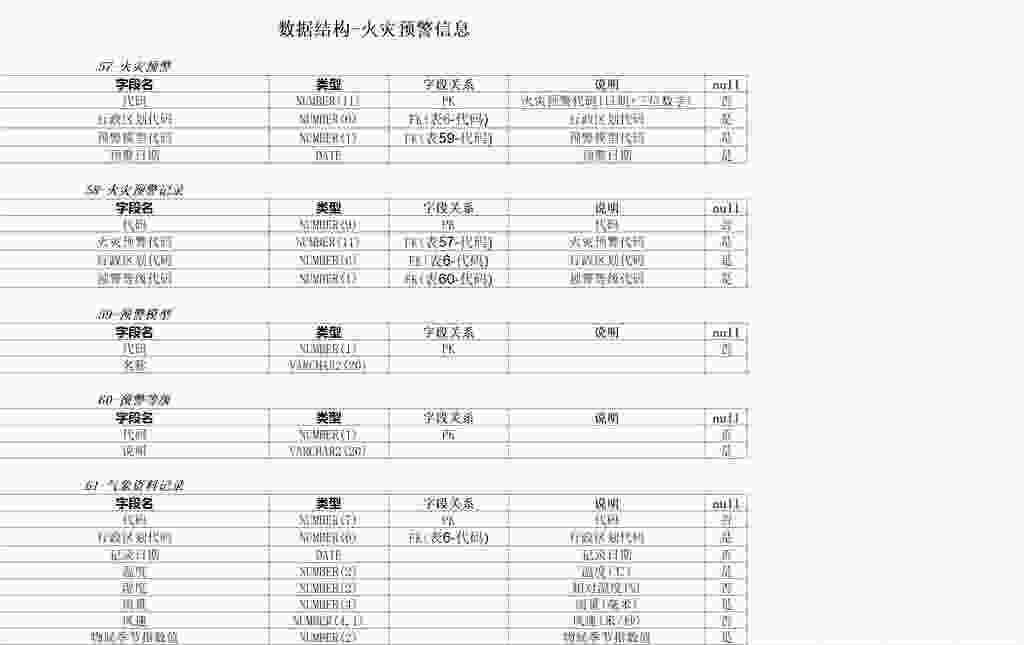 数据结构-火灾预警信息
57-火灾预警
字段名 类型 字段关系 说明 null
代码 NUMBER(11) PK 火灾预警代码(日期+三位数字) 否
行政区划代码 NUMBER(6) FK(表6-代码) 行政区划代码 是
预警模型代码 NUMBER(1) FK(表59-代码) 预警模型代码 是
预警日期 DATE 预警日期 是
58-火灾预警记录
字段名 类型 字段关系 说明 null
代码 NUMBER(9) PK 代码 否
火灾预警代码 NUMBER(11) FK(表57-代码) 火灾预警代码 是
行政区划代码 NUMBER(6) FK(表6-代码) 行政区划代码 是
预警等级代码 NUMBER(1) FK(表60-代码) 预警等级代码 是
59-预警模型
字段名 类型 字段关系 说明 null
代码 NUMBER(1) PK 否
名称 VARCHAR2(20)
60-预警等级
字段名 类型 字段关系 说明 null
代码 NUMBER(1) PK 否
说明 VARCHAR2(20) 是
61-气象资料记录
字段名 类型 字段关系 说明 null
代码 NUMBER(7) PK 代码 否
行政区划代码 NUMBER(6) FK(表6-代码) 行政区划代码 是
记录日期 DATE 记录日期 否
温度 NUMBER(2) 温度(℃) 是
湿度 NUMBER(2) 相对湿度(%) 否
雨量 NUMBER(4) 雨量(毫米) 是
风速 NUMBER(4,1) 风速(米/秒) 否
物候季节指数值 NUMBER(2) 物候季节指数值 是